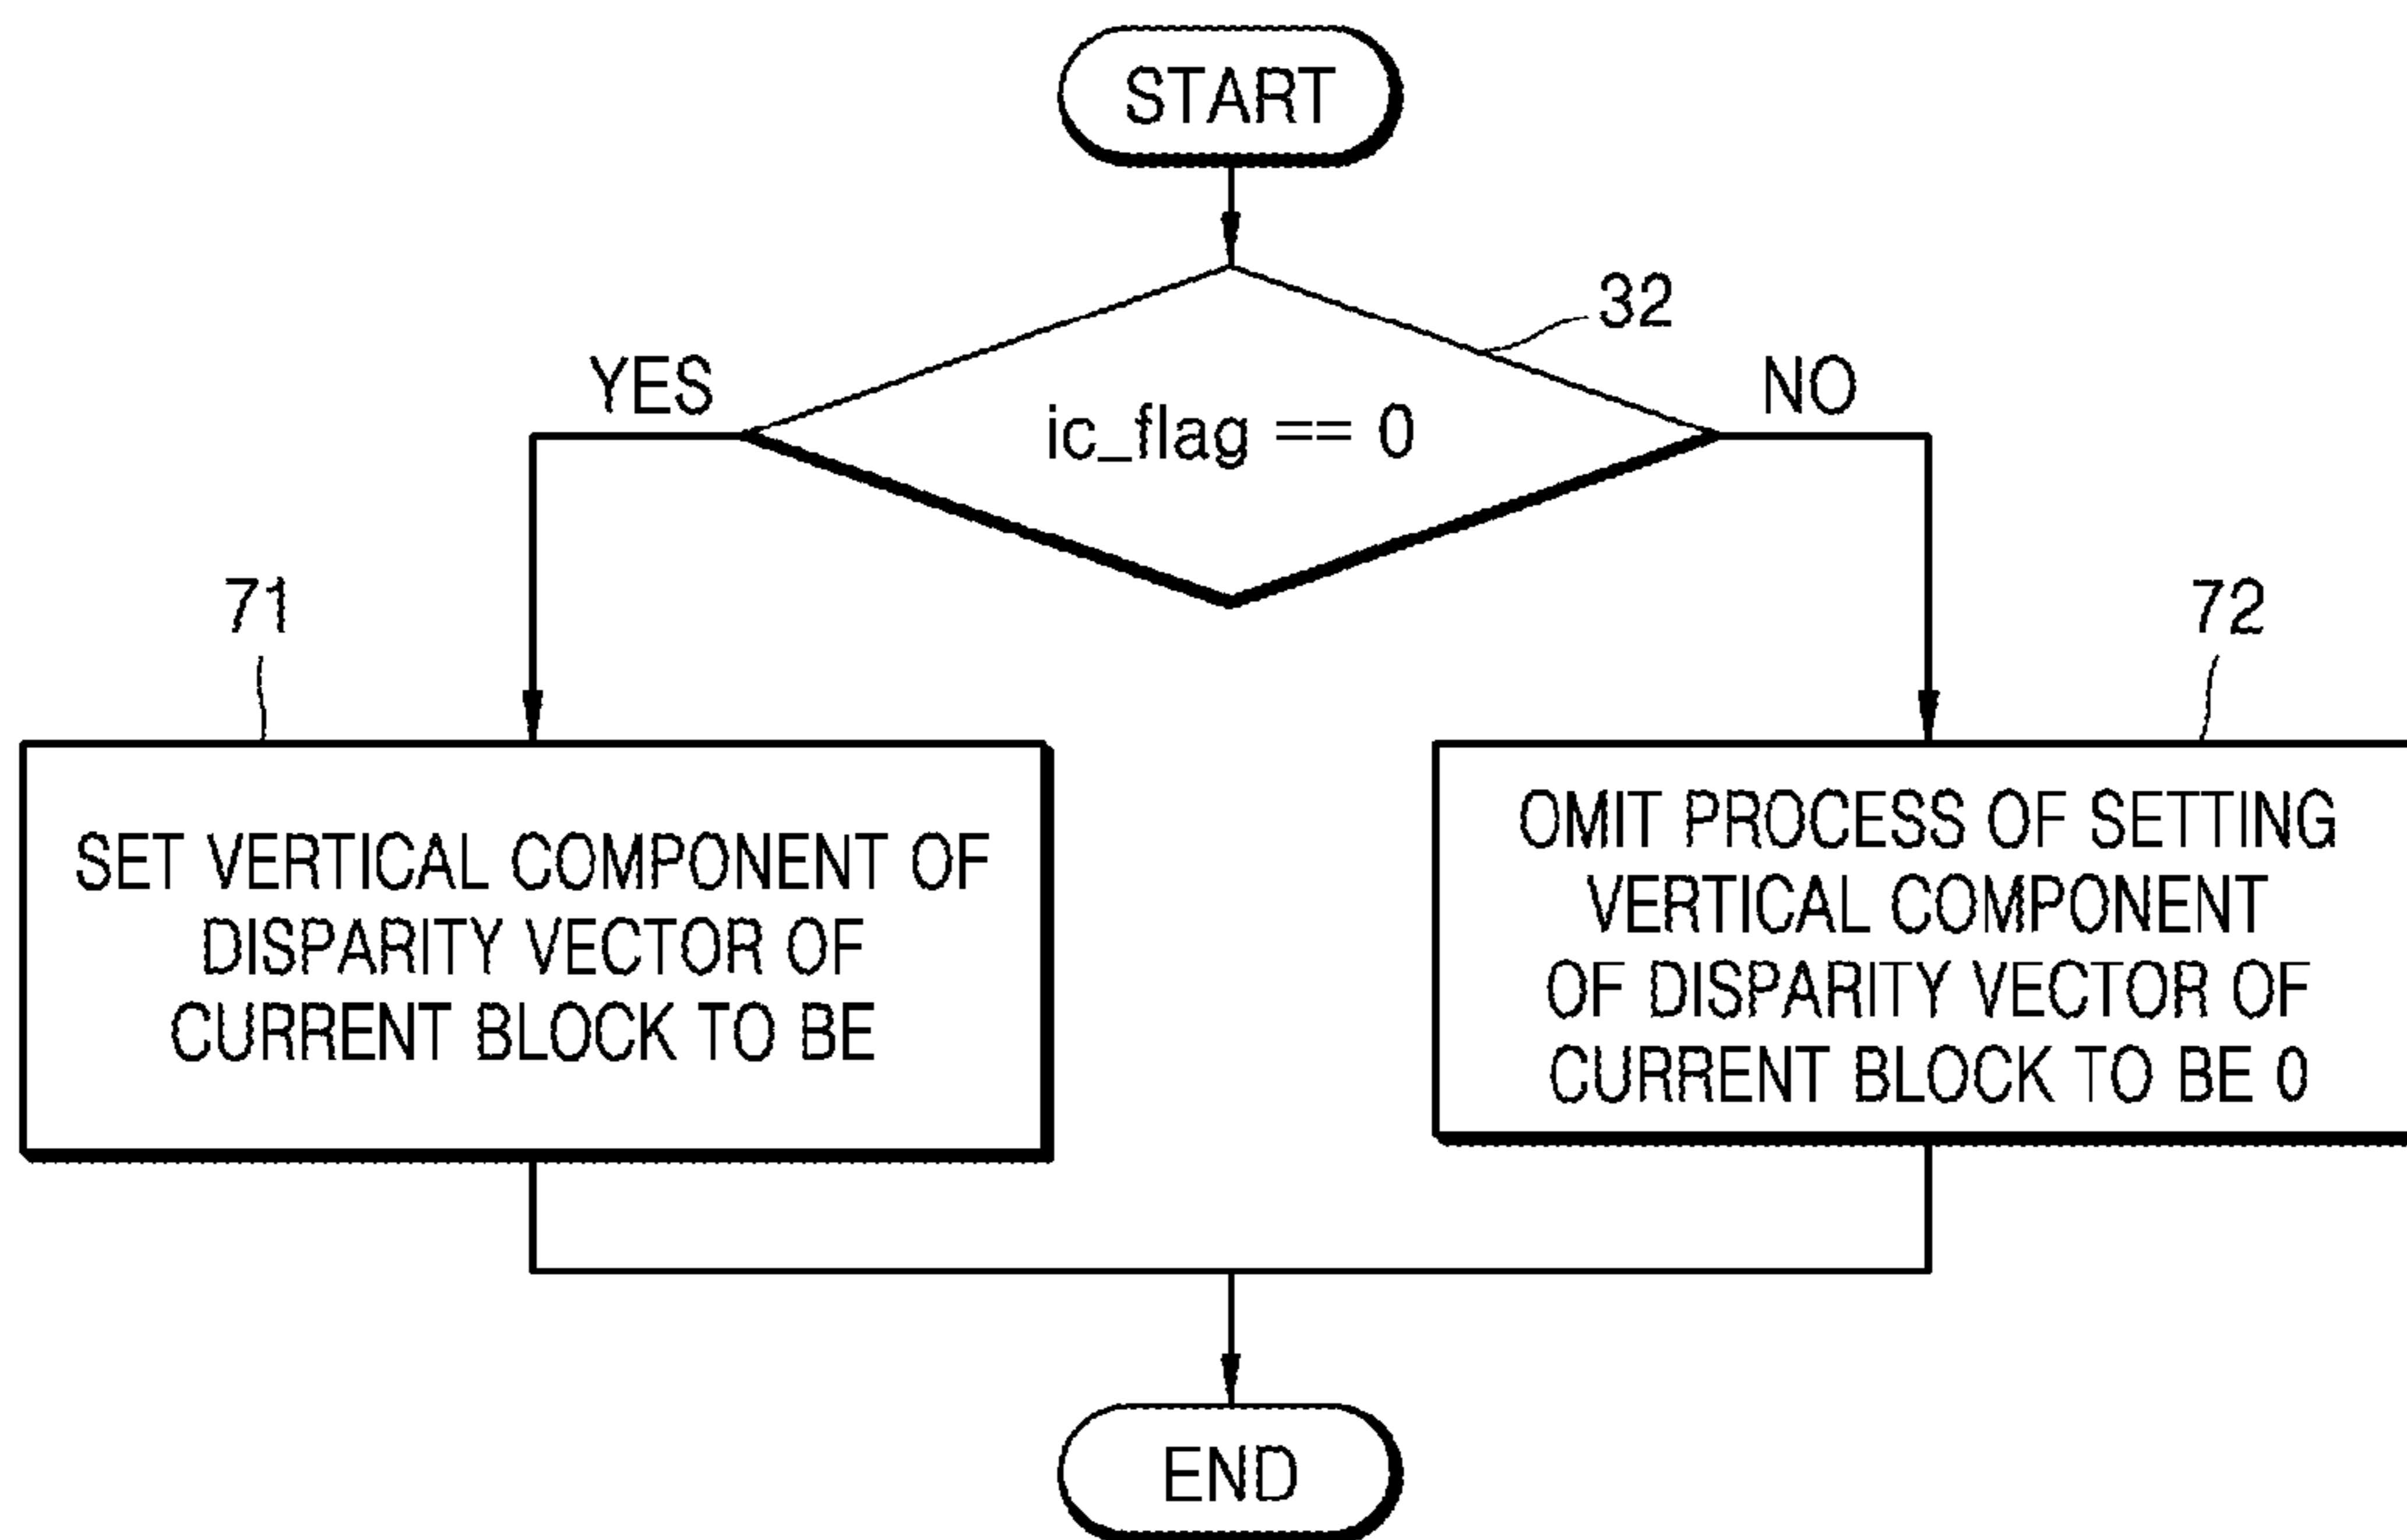 START
32
YES
NO
ic_flag == 0
71
72
SET VERTICAL COMPONENT OF
DISPARITY VECTOR OF
CURRENT BLOCK TO BE
OMIT PROCESS OF SETTING
VERTICAL COMPONENT
OF DISPARITY VECTOR OF
CURRENT BLOCK TO BE 0
END